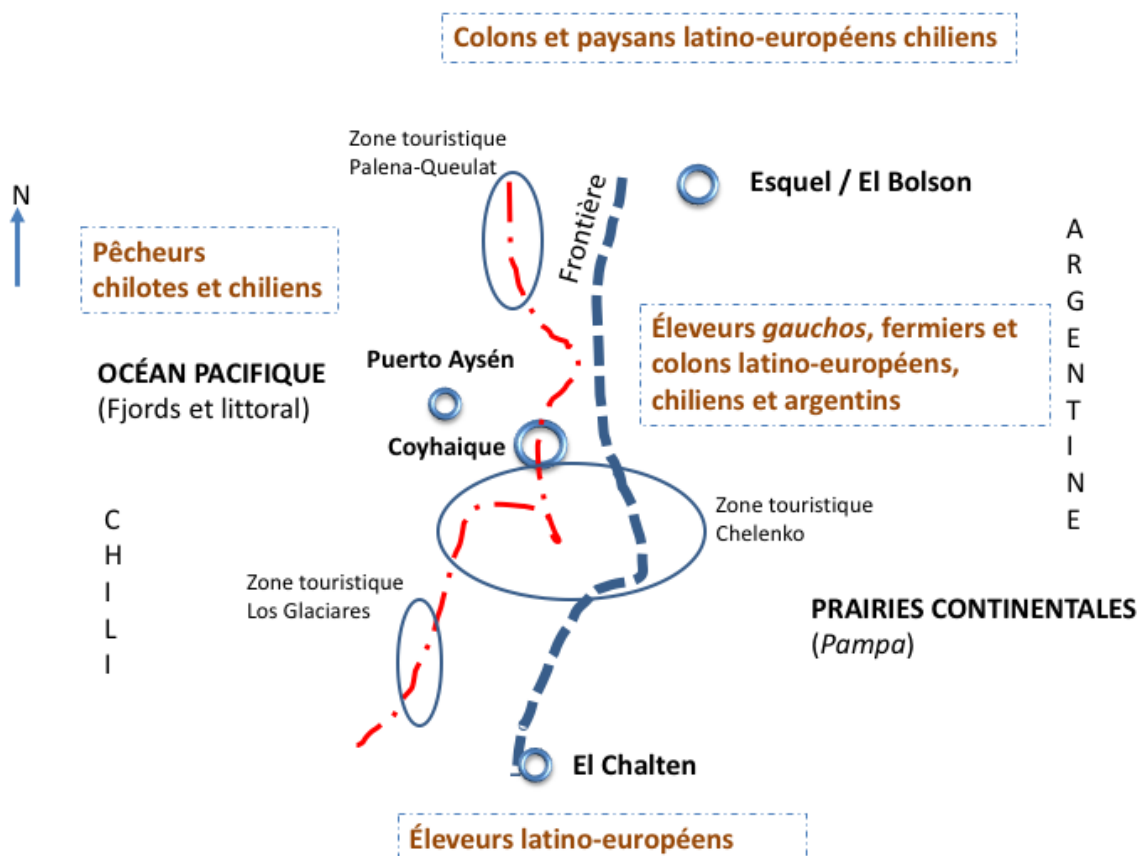 Colons et paysans latino-européens chiliens
Zone touristique
Palena-Queulat
N
Frontière
Esquel / El Bolson
Pêcheurs
chilotes et chiliens
ARGENTINE
Éleveurs gauchos, fermiers et
colons latino-européens,
chiliens et argentins
Puerto Aysén
OCÉAN PACIFIQUE
(Fjords et littoral)
Coyhaique
Zone touristique
Chelenko
CHILI
Zone touristique
Los Glaciares
PRAIRIES CONTINENTALES
(Pampa)
El Chalten
Éleveurs latino-européens